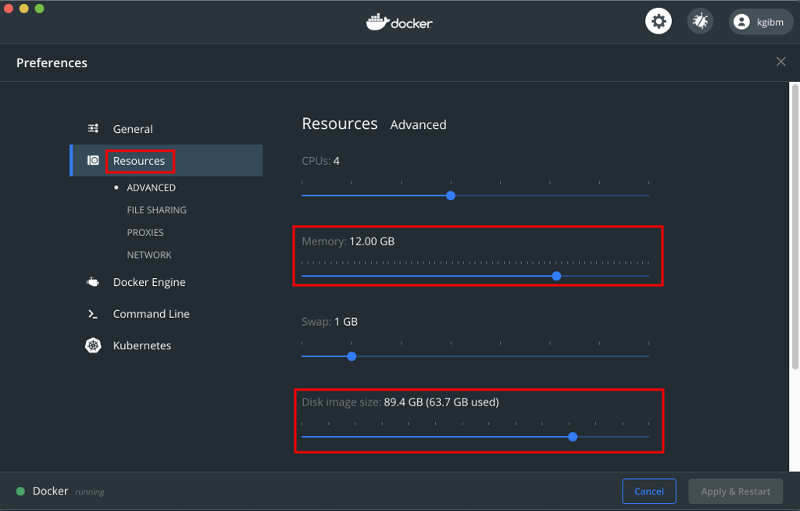 docker
kgibm
Preferences
General
Resources
ADVANCED
FILE SHARING
PROXIES
NETWORK
Docker Engine
Command Line
Kubernetes
Resources Advanced
CPUs: 4
Memory: 12.00 GB
Swap: 1 GB
Disk image size: 89.4 GB (63.7 GB used)
Docker running
Cancel
Apply & Restart